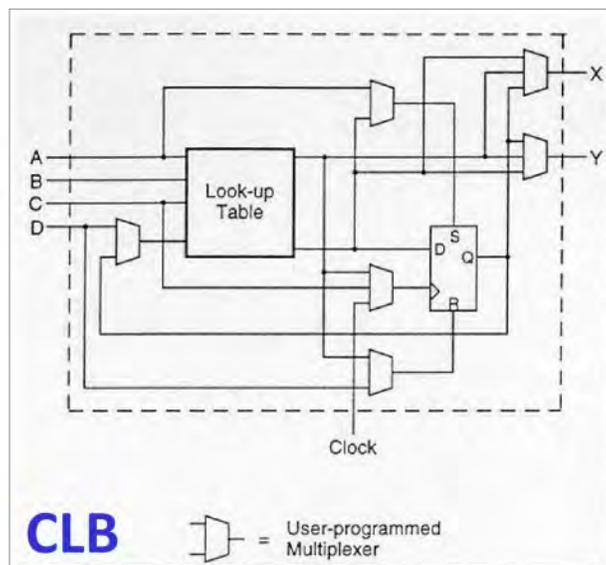 X
A
B
C
D
Look-up
Table
Y
S
D
Q
R
Clock
CLB
= User-programmed
Multiplexer